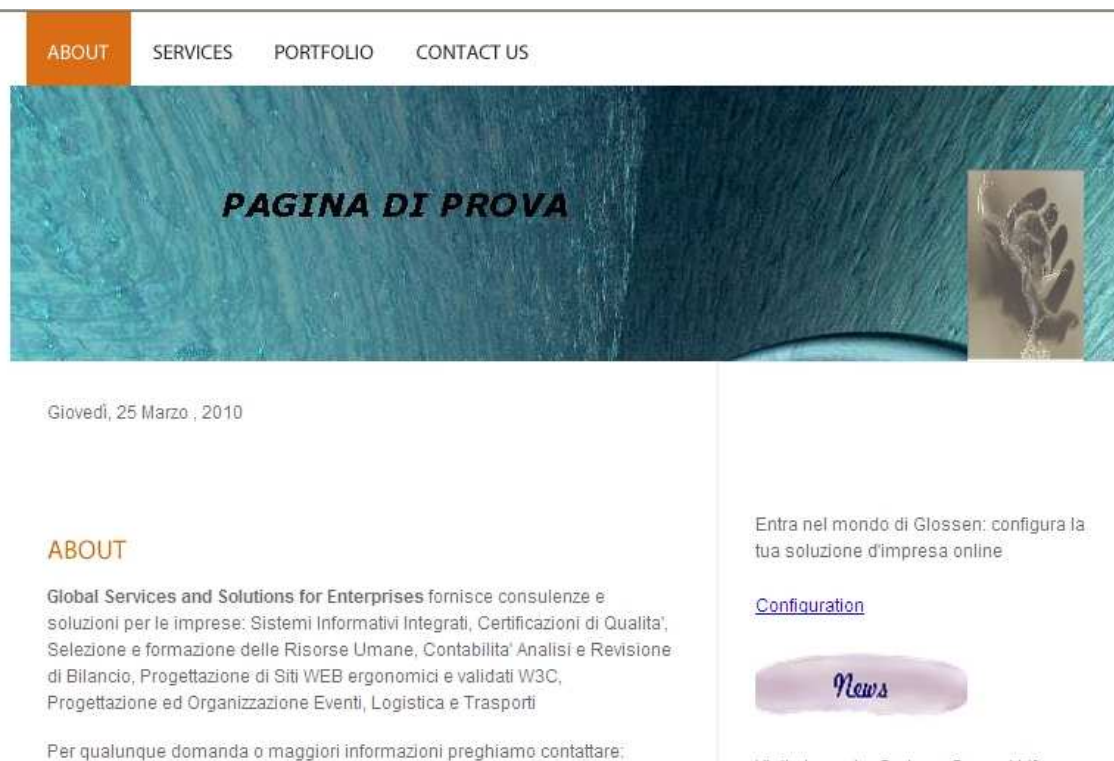 ABOUT SERVICES PORTFOLIO CONTACT US
PAGINA DI PROVA
Giovedì, 25 Marzo , 2010
ABOUT
Global Services and Solutions for Enterprises fornisce consulenze e
soluzioni per le imprese: Sistemi Informativi Integrati, Certificazioni di Qualita',
Selezione e formazione delle Risorse Umane, Contabilita' Analisi e Revisione
di Bilancio, Progettazione di Siti WEB ergonomici e validati W3C,
Progettazione ed Organizzazione Eventi, Logistica e Trasporti
Per qualunque domanda o maggiori informazioni preghiamo contattare:
Entra nel mondo di Glossen: configura la
tua soluzione d'impresa online
Configuration
News